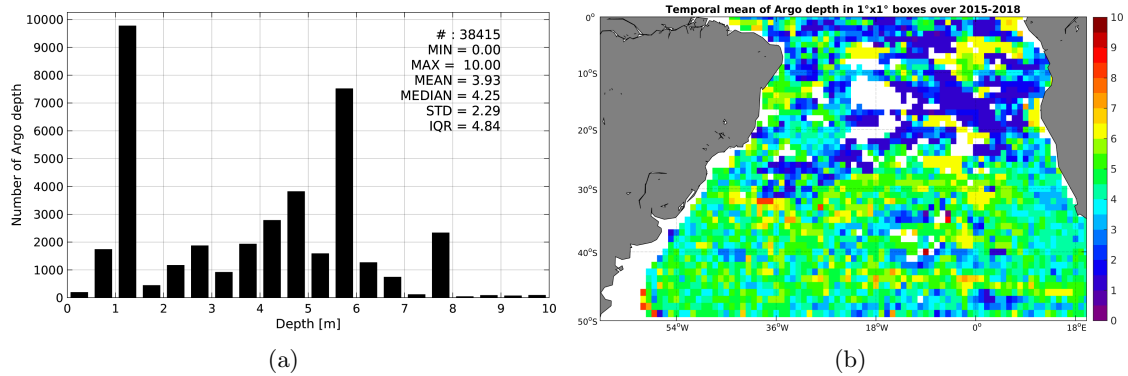 10000
9000
8000
7000
6000
5000
4000
3000
2000
1000
0
Number of Argo depth
# : 38415
MIN = 0.00
MAX = 10.00
MEAN = 3.93
MEDIAN = 4.25
STD = 2.29
IQR = 4.84
0 1 2 3 4 5 6 7 8 9 10
Depth [m]
(a)
Temporal mean of Argo depth in 1°x1° boxes over 2015-2018
0°
10°S
20°S
30°S
40°S
50°S
54°W 36°W 18°W 0° 18°E
10
9
8
7
6
5
4
3
2
1
0
(b)